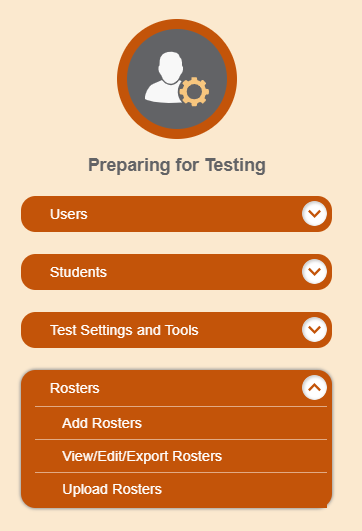 Preparing for Testing
Users
Students
Test Settings and Tools
Rosters
Add Rosters
View/Edit/Export Rosters
Upload Rosters